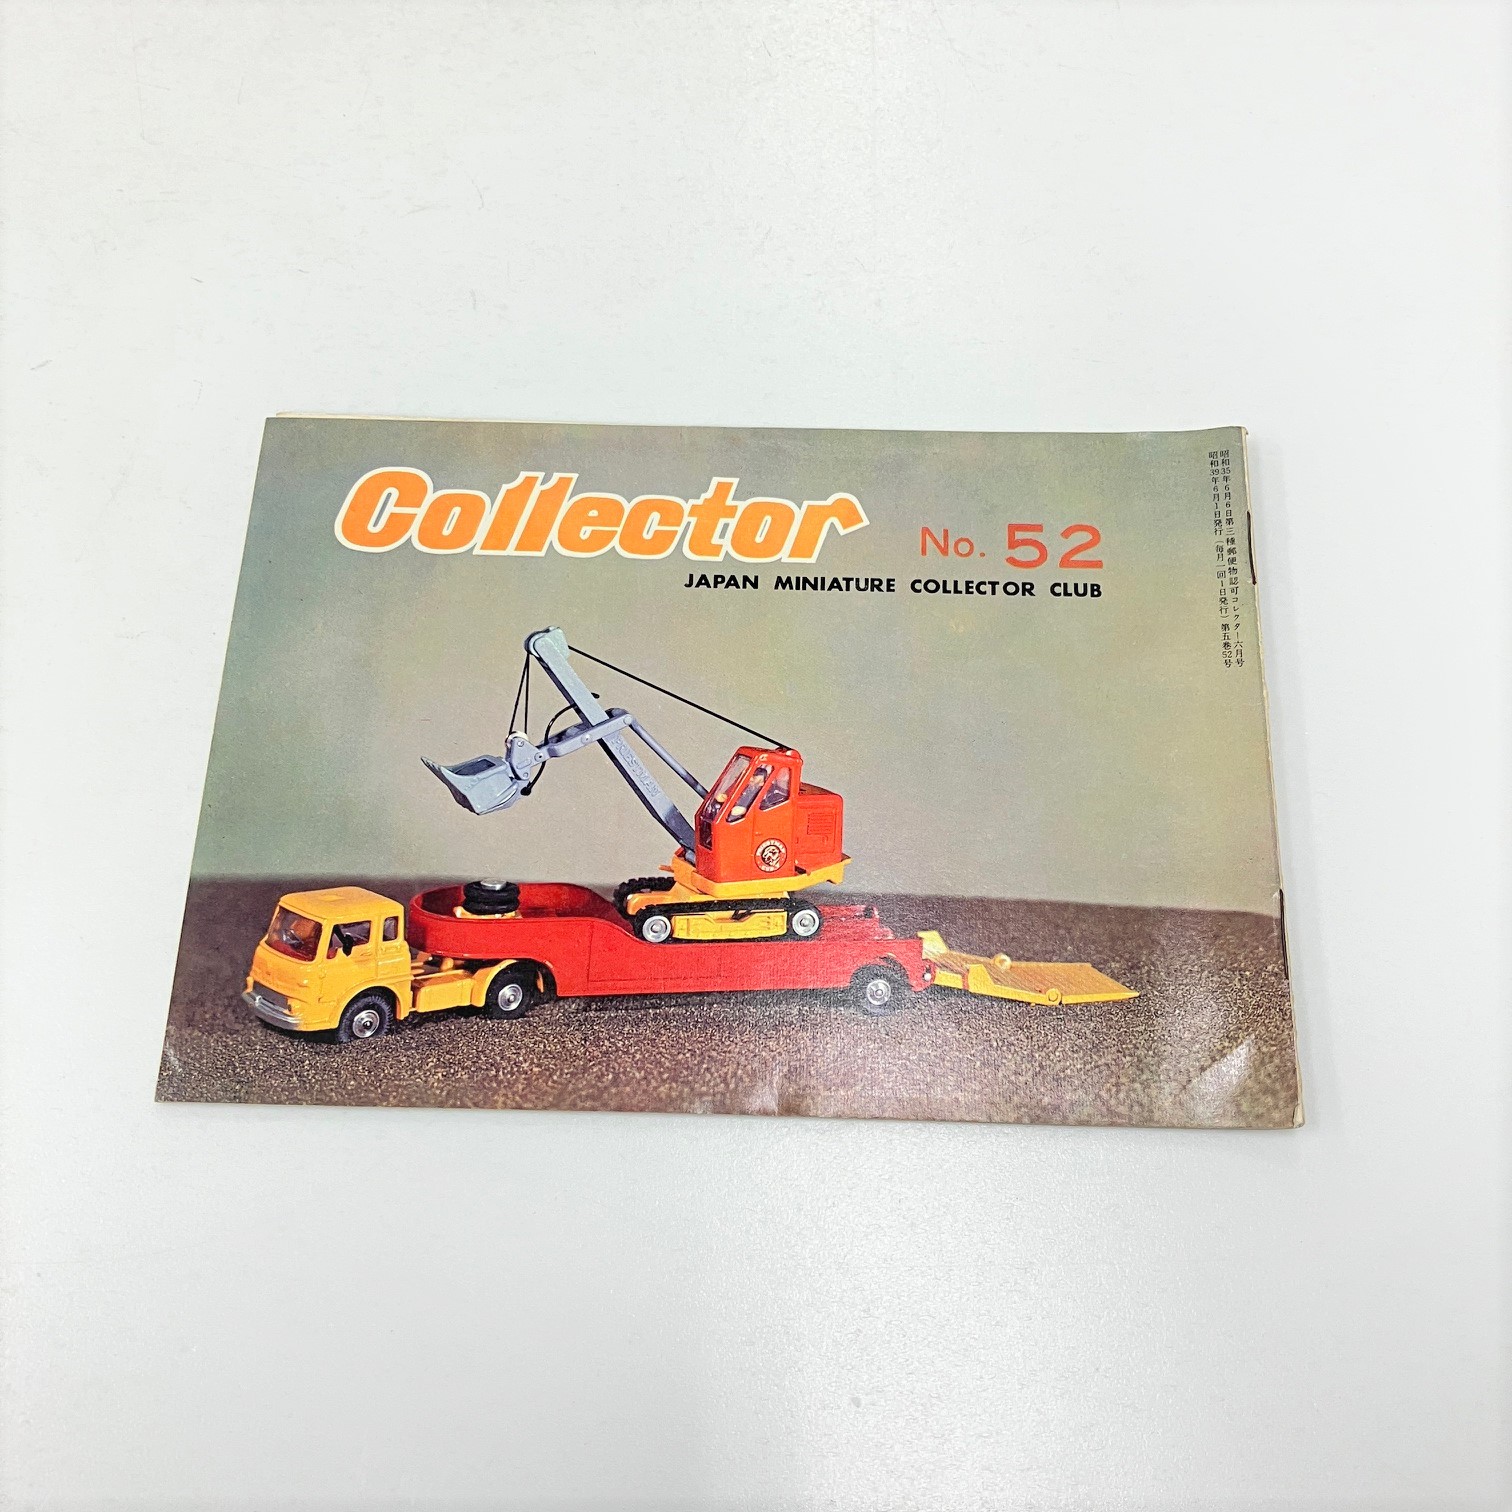 Collector No. 52
JAPAN MINIATURE COLLECTOR CLUB
昭和35年6月6日第三種郵便物認可コレクター六月号
昭和39年6月1日発行（毎月一回1日発行）第五巻52号